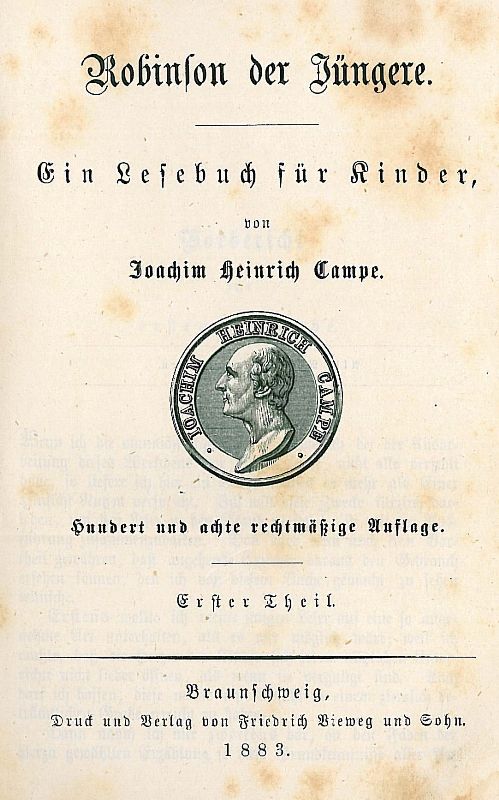 Robinson der Jüngere.
Ein Lesebuch für Kinder,
von
Joachim Heinrich Campe.
JOACHIM HEINRICH CAMPE
Hundert und achte rechtmäßige Auflage.
Erster Theil.
Braunschweig,
Druck und Verlag von Friedrich Vieweg und Sohn.
1883.